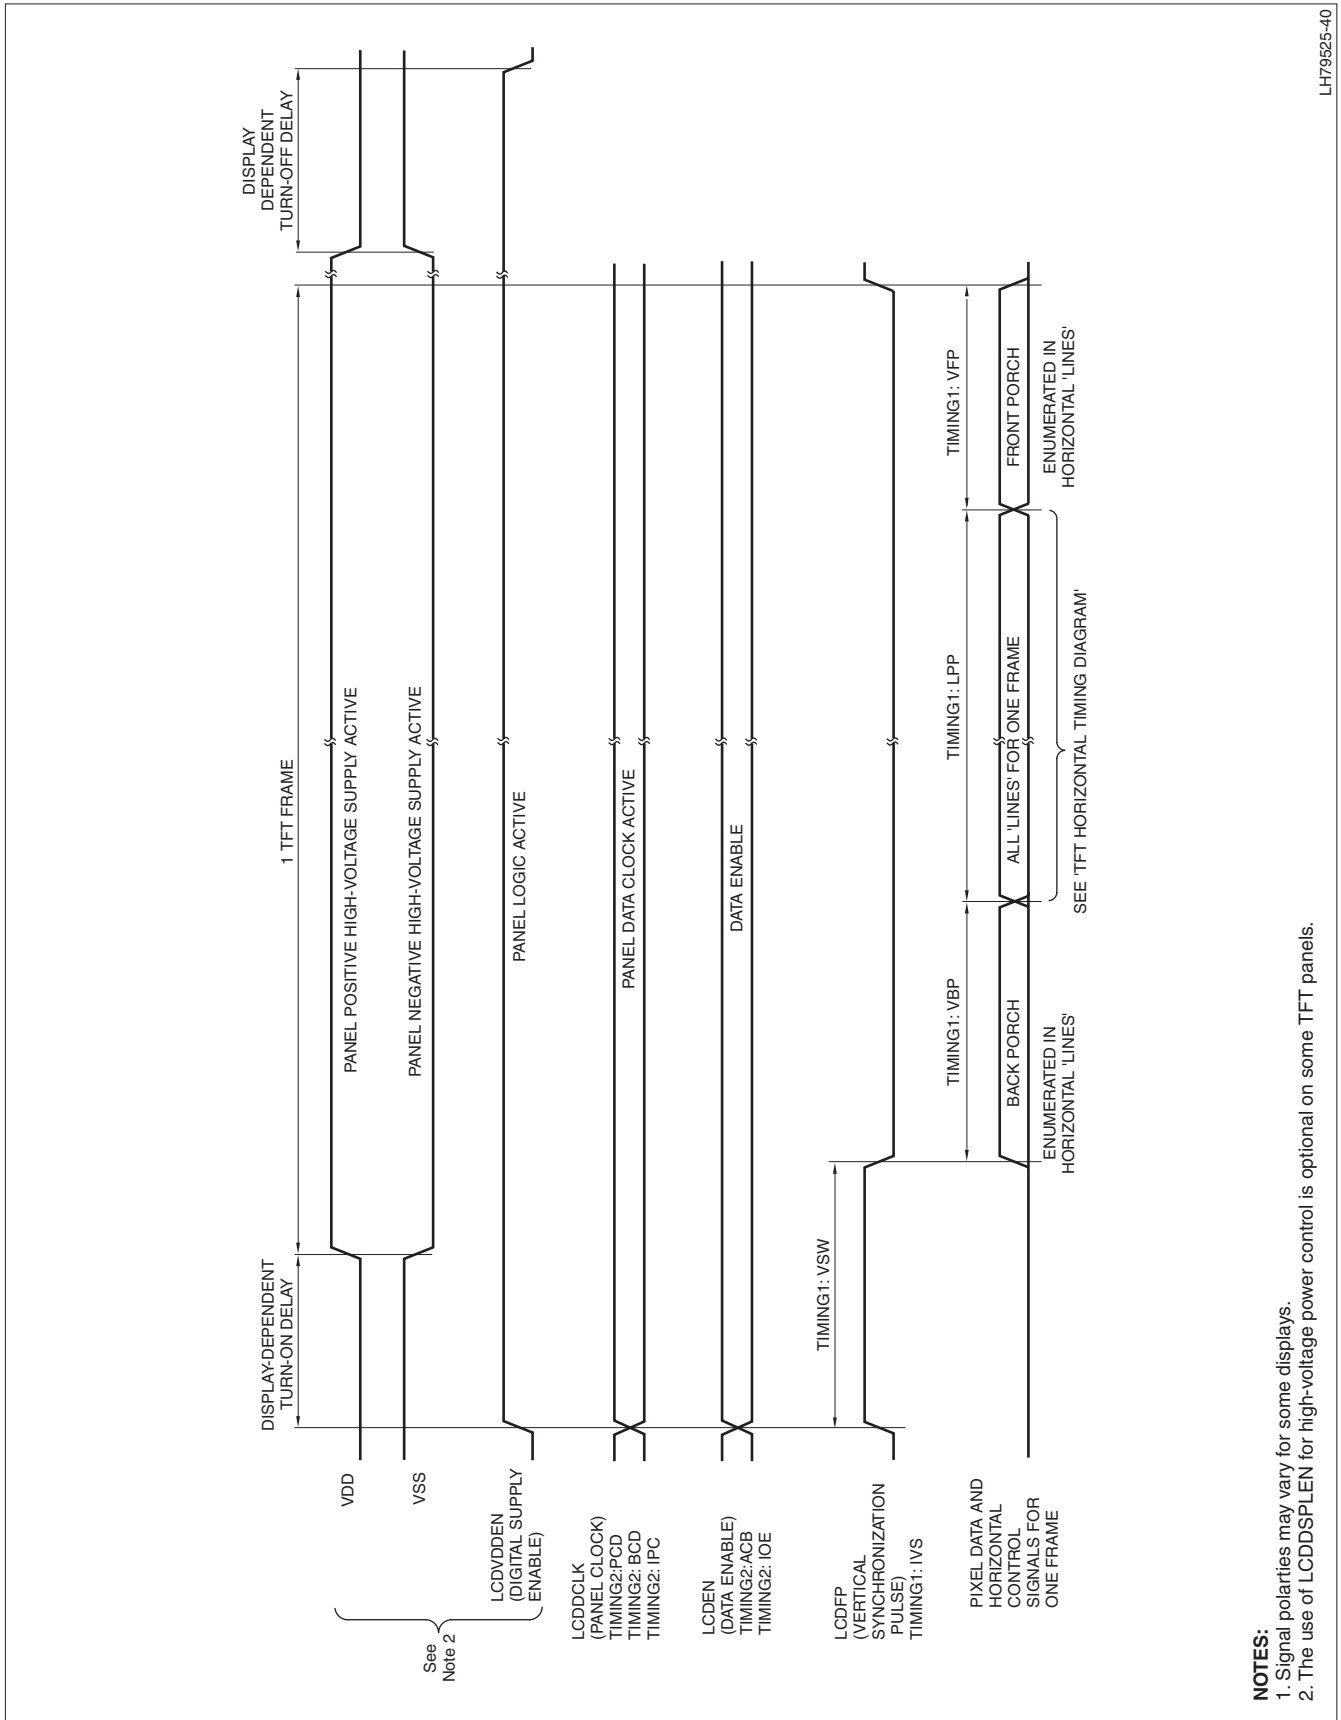 DISPLAY-DEPENDENT
TURN-ON DELAY
1 TFT FRAME
DISPLAY
DEPENDENT
TURN-OFF DELAY
See
Note 2
VDD
PANEL POSITIVE HIGH-VOLTAGE SUPPLY ACTIVE
VSS
PANEL NEGATIVE HIGH-VOLTAGE SUPPLY ACTIVE
LCDVDDEN
(DIGITAL SUPPLY
ENABLE)
PANEL LOGIC ACTIVE
LCDDCLK
(PANEL CLOCK)
TIMING2:PCD
TIMING2: BCD
TIMING2: IPC
PANEL DATA CLOCK ACTIVE
LCDEN
(DATA ENABLE)
TIMING2:ACB
TIMING2: IOE
DATA ENABLE
TIMING1: VSW
LCDFP
(VERTICAL
SYNCHRONIZATION
PULSE)
TIMING1: IVS
TIMING1: VBP
TIMING1: LPP
TIMING1: VFP
PIXEL DATA AND
HORIZONTAL
CONTROL
SIGNALS FOR
ONE FRAME
BACK PORCH
ALL 'LINES' FOR ONE FRAME
FRONT PORCH
ENUMERATED IN
HORIZONTAL 'LINES'
SEE 'TFT HORIZONTAL TIMING DIAGRAM'
ENUMERATED IN
HORIZONTAL 'LINES'
NOTES:
1. Signal polarties may vary for some displays.
2. The use of LCDDSPLEN for high-voltage power control is optional on some TFT panels.
LH79525-40